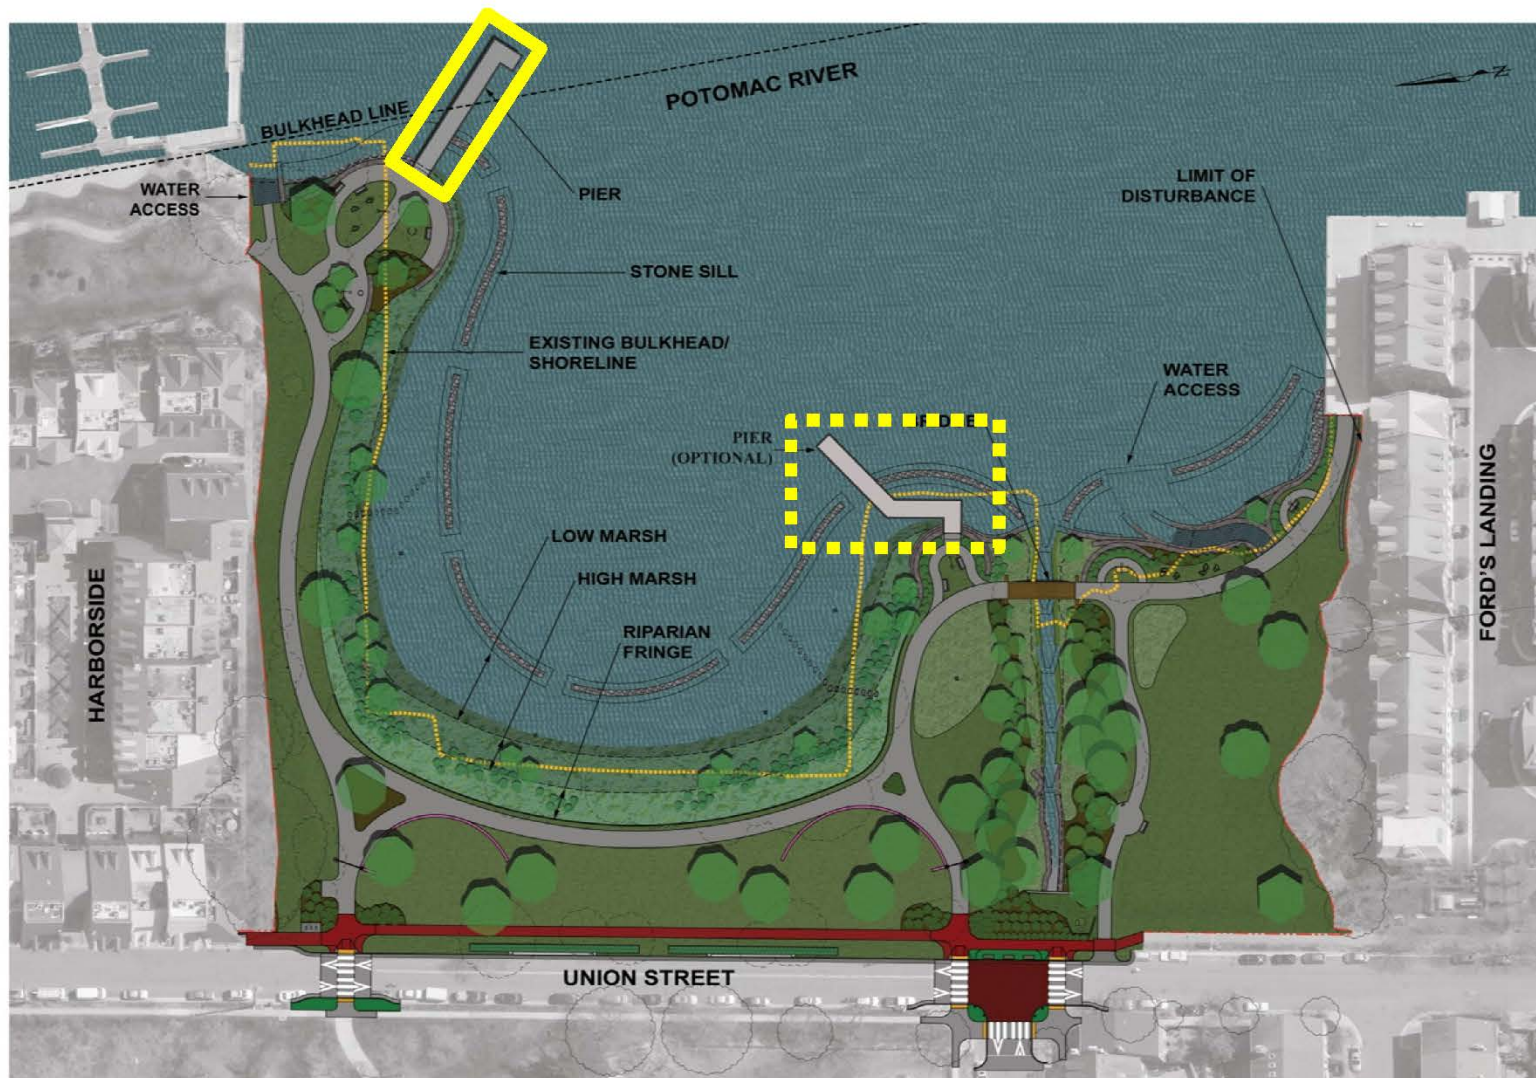 POTOMAC RIVER
N
BULKHEAD LINE
WATER
ACCESS
PIER
LIMIT OF
DISTURBANCE
STONE SILL
EXISTING BULKHEAD/
SHORELINE
WATER
ACCESS
PIER
(OPTIONAL)
LOW MARSH
HIGH MARSH
RIPARIAN
FRINGE
HARBORSIDE
FORD'S LANDING
UNION STREET